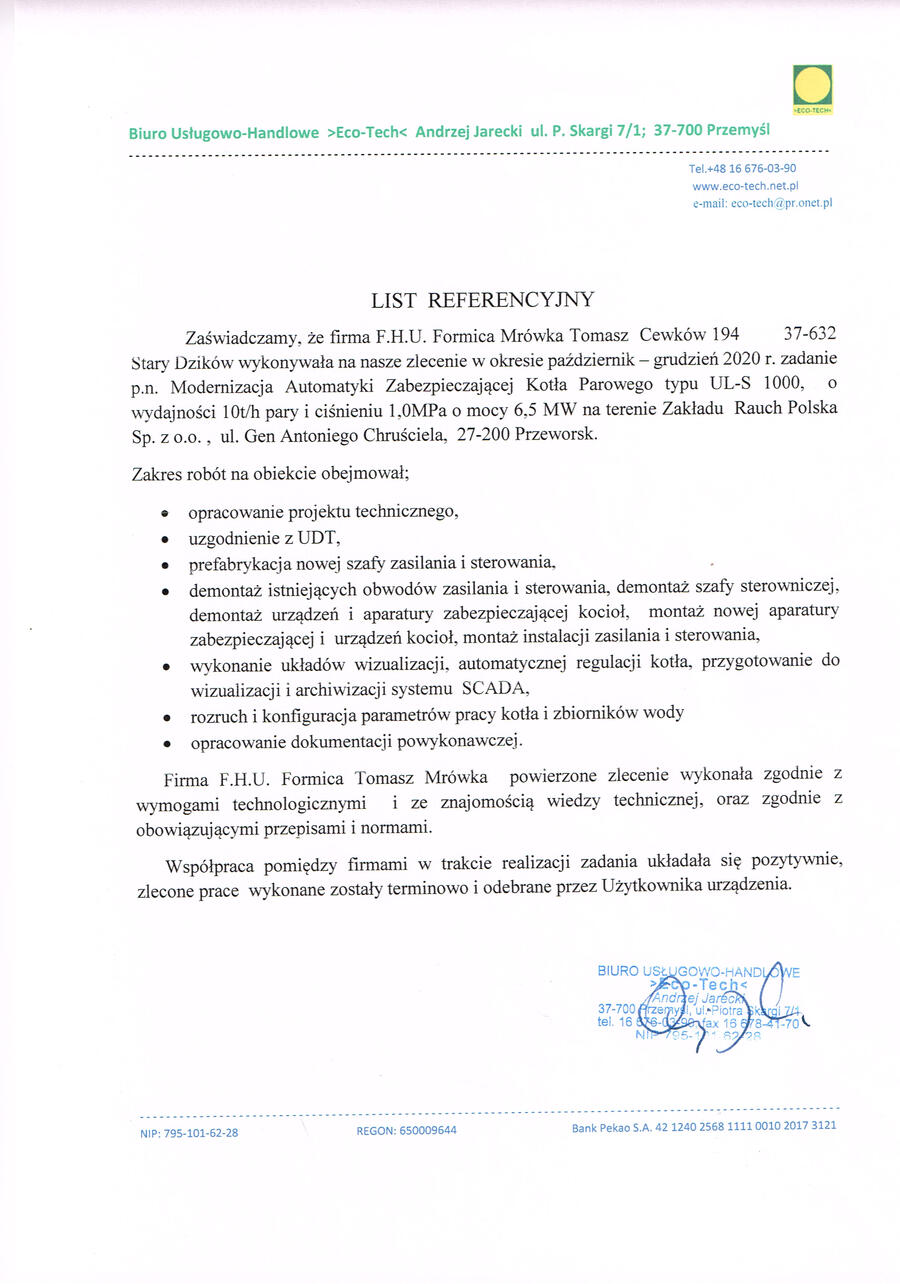 >ECO-TECH<
Biuro Usługowo-Handlowe >Eco-Tech< Andrzej Jarecki ul. P. Skargi 7/1; 37-700 Przemyśl
Tel.+48 16 676-03-90
www.eco-tech.net.pl
e-mail: eco-tech@pr.onet.pl
LIST REFERENCYJNY
Zaświadczamy, że firma F.H.U. Formica Mrówka Tomasz Cewków 194 37-632
Stary Dzików wykonywała na nasze zlecenie w okresie październik – grudzień 2020 r. zadanie
p.n. Modernizacja Automatyki Zabezpieczającej Kotła Parowego typu UL-S 1000, o
wydajności 10t/h pary i ciśnieniu 1,0MPa o mocy 6,5 MW na terenie Zakładu Rauch Polska
Sp. z o.o. , ul. Gen Antoniego Chruściela, 27-200 Przeworsk.
Zakres robót na obiekcie obejmował;
• opracowanie projektu technicznego,
• uzgodnienie z UDT,
• prefabrykacja nowej szafy zasilania i sterowania,
• demontaż istniejących obwodów zasilania i sterowania, demontaż szafy sterowniczej,
demontaż urządzeń i aparatury zabezpieczającej kocioł, montaż nowej aparatury
zabezpieczającej i urządzeń kocioł, montaż instalacji zasilania i sterowania,
• wykonanie układów wizualizacji, automatycznej regulacji kotła, przygotowanie do
wizualizacji i archiwizacji systemu SCADA,
• rozruch i konfiguracja parametrów pracy kotła i zbiorników wody
• opracowanie dokumentacji powykonawczej.
Firma F.H.U. Formica Tomasz Mrówka powierzone zlecenie wykonała zgodnie z
wymogami technologicznymi i ze znajomością wiedzy technicznej, oraz zgodnie z
obowiązującymi przepisami i normami.
Współpraca pomiędzy firmami w trakcie realizacji zadania układała się pozytywnie,
zlecone prace wykonane zostały terminowo i odebrane przez Użytkownika urządzenia.
BIURO USŁUGOWO-HANDLOWE
>Eco-Tech<
Andrzej Jarecki
37-700 Przemyśl, ul. Piotra Skargi 7/1
tel. 16 676-03-90, fax 16 678-41-70
NIP 795-101-62-28
NIP: 795-101-62-28
REGON: 650009644
Bank Pekao S.A. 42 1240 2568 1111 0010 2017 3121